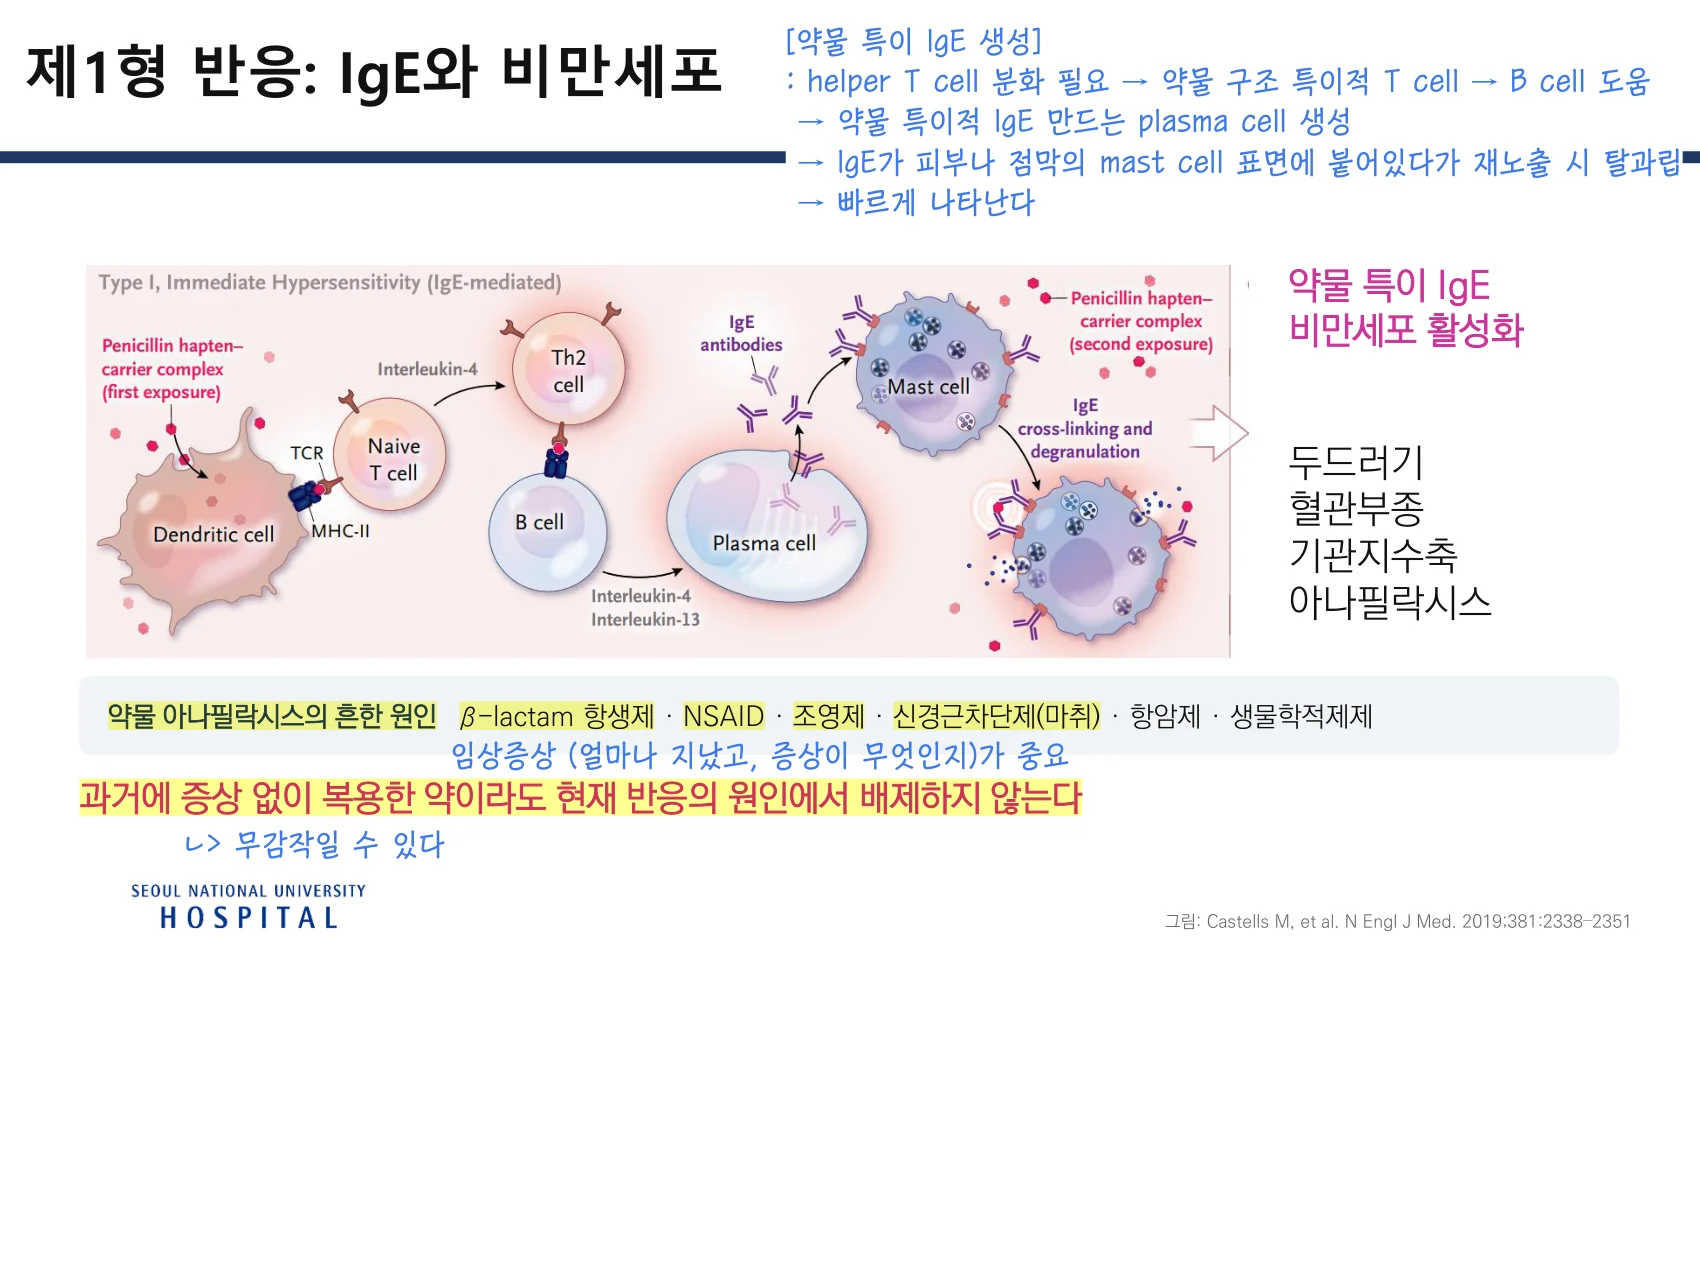 제1형 반응: IgE와 비만세포
[약물 특이 IgE 생성]
: helper T cell 분화 필요 → 약물 구조 특이적 T cell → B cell 도움
→ 약물 특이적 IgE 만드는 plasma cell 생성
→ IgE가 피부나 점막의 mast cell 표면에 붙어있다가 재노출 시 탈과립
→ 빠르게 나타난다
Type I, Immediate Hypersensitivity (IgE-mediated)
Penicillin hapten–
carrier complex
(first exposure)
Dendritic cell
TCR
MHC-II
Naive
T cell
Interleukin-4
Th2
cell
B cell
Interleukin-4
Interleukin-13
Plasma cell
IgE
antibodies
Mast cell
Penicillin hapten–
carrier complex
(second exposure)
IgE
cross-linking and
degranulation
약물 특이 IgE
비만세포 활성화
두드러기
혈관부종
기관지수축
아나필락시스
약물 아나필락시스의 흔한 원인 β-lactam 항생제 · NSAID · 조영제 · 신경근차단제(마취) · 항암제 · 생물학적제제
임상증상 (얼마나 지났고, 증상이 무엇인지)가 중요
과거에 증상 없이 복용한 약이라도 현재 반응의 원인에서 배제하지 않는다
ㄴ> 무감작일 수 있다
SEOUL NATIONAL UNIVERSITY
HOSPITAL
그림: Castells M, et al. N Engl J Med. 2019;381:2338-2351